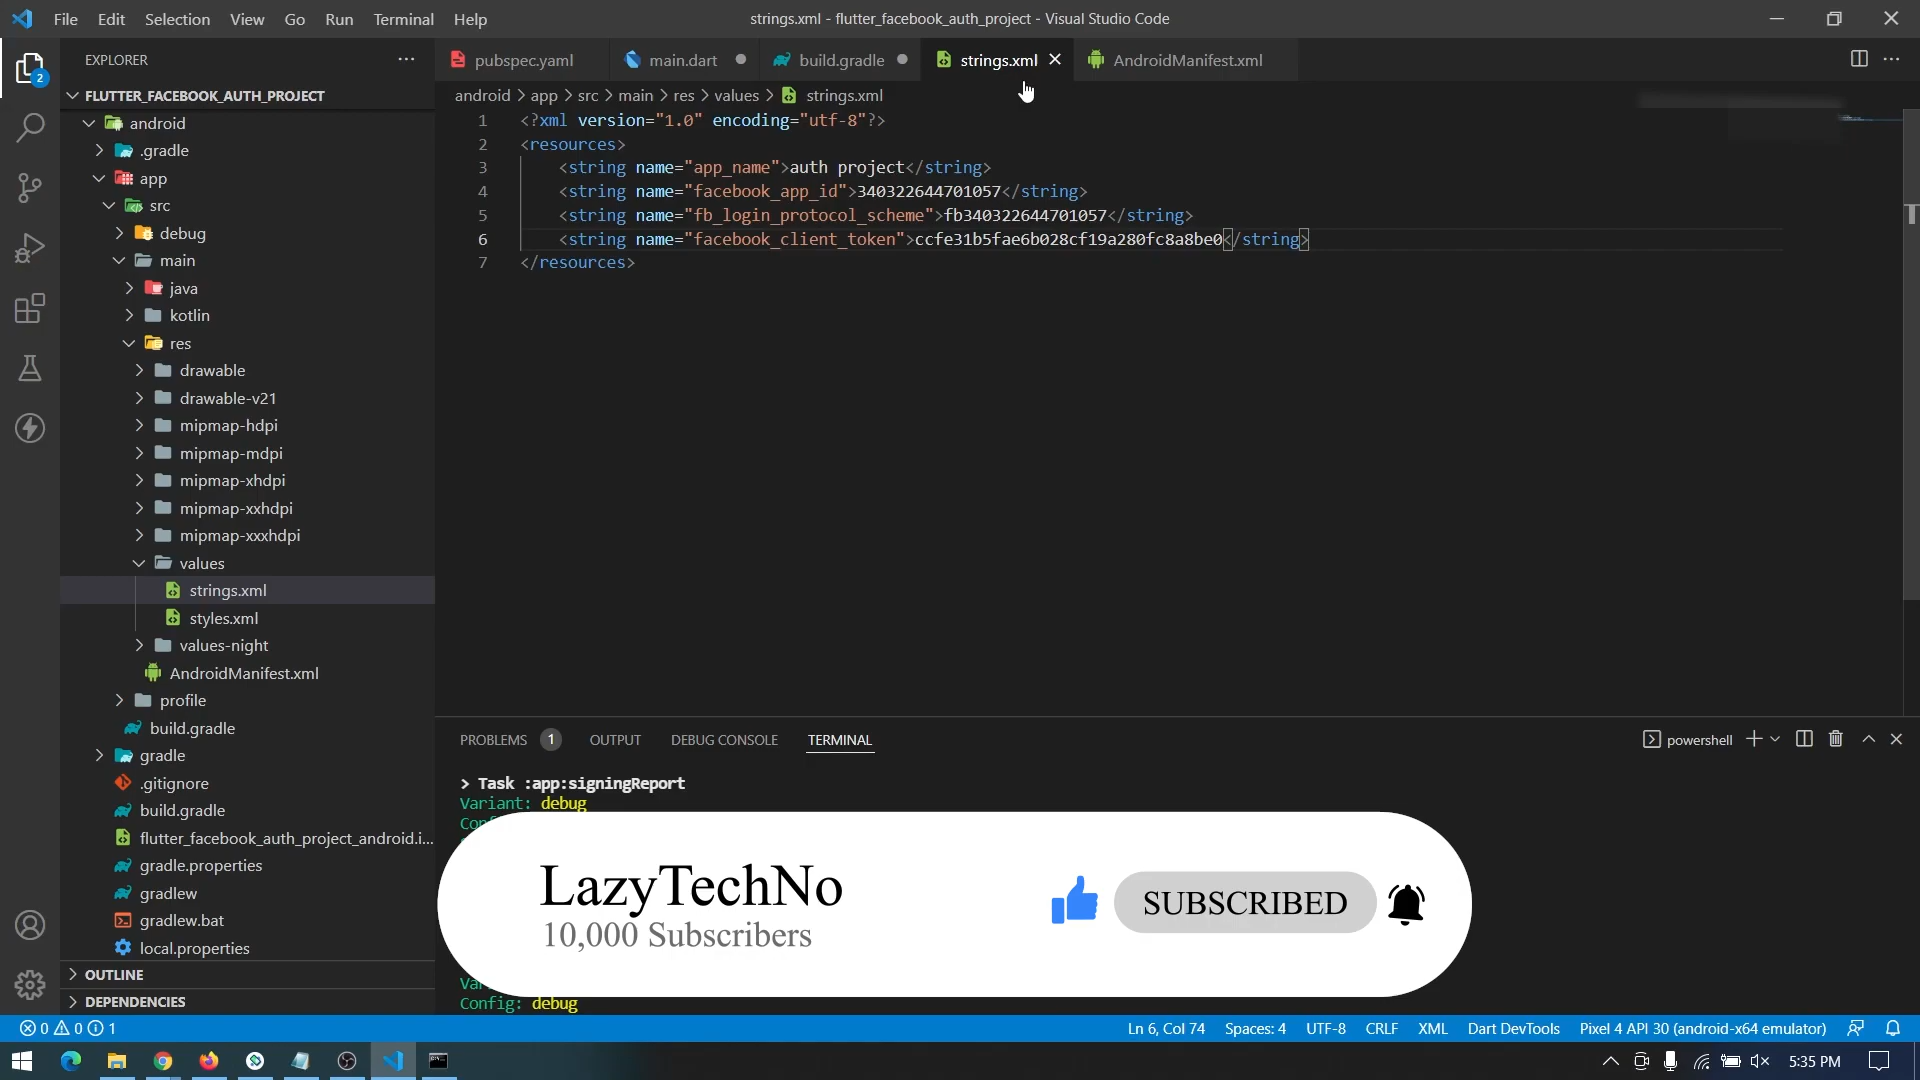 File Edit Selection View Go Run Terminal Help
strings.xml - flutter_facebook_auth_project - Visual Studio Code
EXPLORER
pubspec.yaml
main.dart
build.gradle
strings.xml
AndroidManifest.xml
2
FLUTTER_FACEBOOK_AUTH_PROJECT
android > app > src > main > res > values > strings.xml
android
.gradle
app
src
debug
main
java
kotlin
res
drawable
drawable-v21
mipmap-hdpi
mipmap-mdpi
mipmap-xhdpi
mipmap-xxhdpi
mipmap-xxxhdpi
values
strings.xml
styles.xml
values-night
AndroidManifest.xml
profile
build.gradle
gradle
.gitignore
build.gradle
flutter_facebook_auth_project_android.i...
gradle.properties
gradlew
gradlew.bat
local.properties
OUTLINE
DEPENDENCIES
1 <?xml version="1.0" encoding="utf-8"?>
2 <resources>
3 <string name="app_name">auth project</string>
4 <string name="facebook_app_id">340322644701057</string>
5 <string name="fb_login_protocol_scheme">fb340322644701057</string>
6 <string name="facebook_client_token">ccfe31b5fae6b028cf19a280fc8a8be0</string>
7 </resources>
PROBLEMS 1 OUTPUT DEBUG CONSOLE TERMINAL
powershell
> Task :app:signingReport
Variant: debug
LazyTechNo
10,000 Subscribers
SUBSCRIBED
Config: debug
0 0 1
Ln 6, Col 74 Spaces: 4 UTF-8 CRLF XML Dart DevTools Pixel 4 API 30 (android-x64 emulator)
5:35 PM